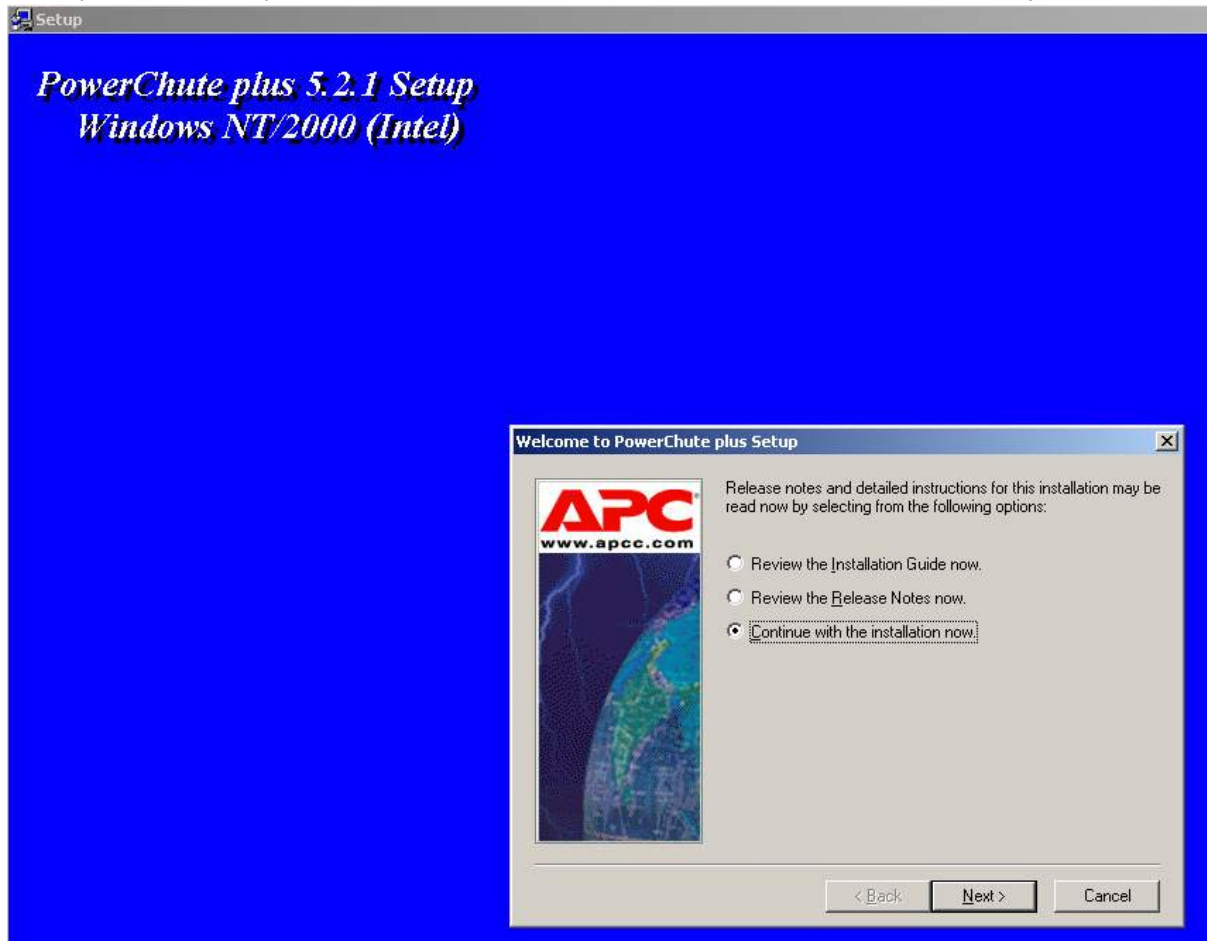 Setup
PowerChute plus 5.2.1 Setup
Windows NT/2000 (Intel)
Welcome to PowerChute plus Setup
APC
www.apcc.com
Release notes and detailed instructions for this installation may be
read now by selecting from the following options:
Review the Installation Guide now.
Review the Release Notes now.
Continue with the installation now.
< Back
Next >
Cancel